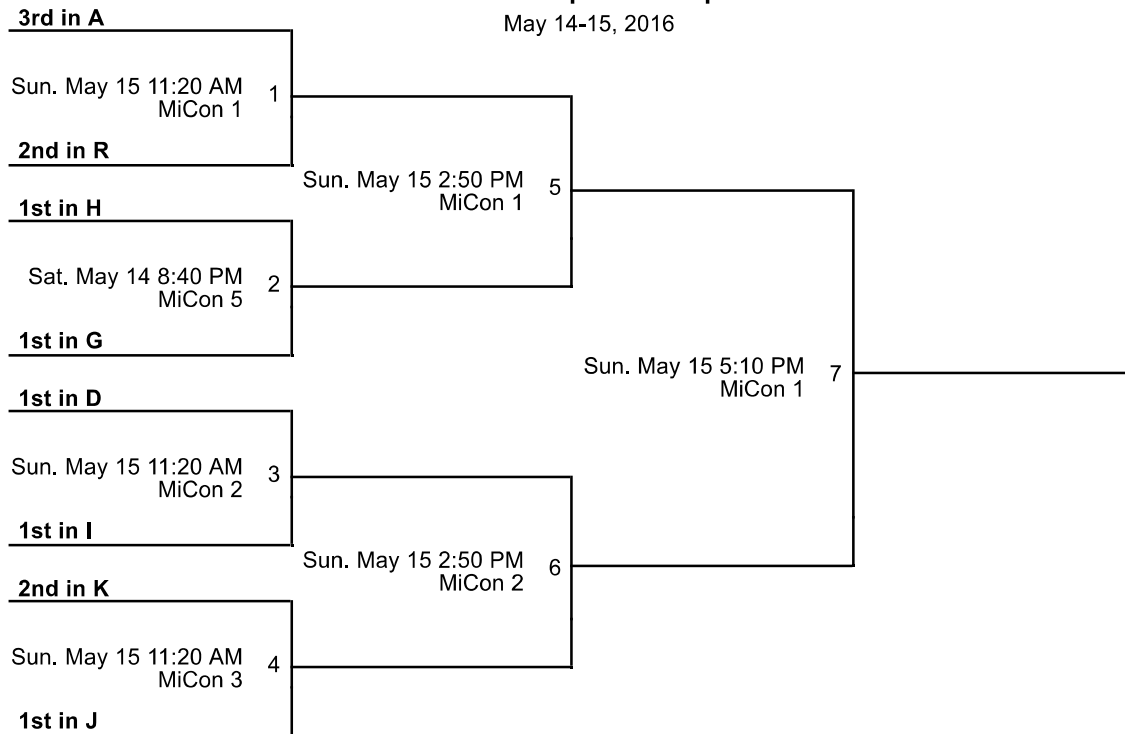 May 14-15, 2016
3rd in A
Sun. May 15 11:20 AM 1
MiCon 1
2nd in R
Sun. May 15 2:50 PM 5
MiCon 1
1st in H
Sat. May 14 8:40 PM 2
MiCon 5
1st in G
Sun. May 15 5:10 PM 7
MiCon 1
1st in D
Sun. May 15 11:20 AM 3
MiCon 2
1st in I
Sun. May 15 2:50 PM 6
MiCon 2
2nd in K
Sun. May 15 11:20 AM 4
MiCon 3
1st in J